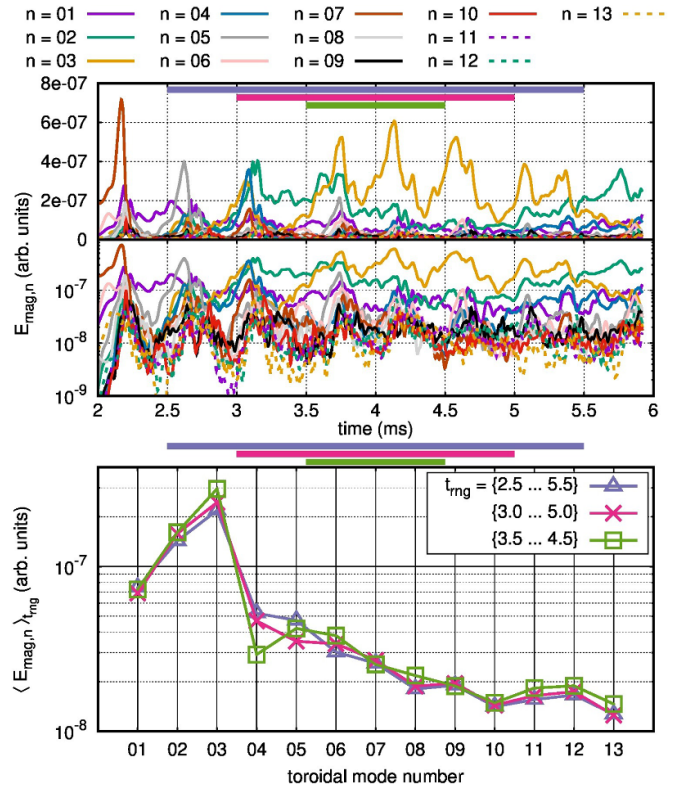 n = 01 n = 04 n = 07 n = 10 n = 13
n = 02 n = 05 n = 08 n = 11
n = 03 n = 06 n = 09 n = 12
8e-07
6e-07
4e-07
2e-07
0
10-7
10-8
10-9
E mag,n (arb. units)
2 2.5 3 3.5 4 4.5 5 5.5 6
time (ms)
t rng = {2.5 ... 5.5}
{3.0 ... 5.0}
{3.5 ... 4.5}
10-7
10-8
⟨ E mag,n ⟩ t rng (arb. units)
01 02 03 04 05 06 07 08 09 10 11 12 13
toroidal mode number